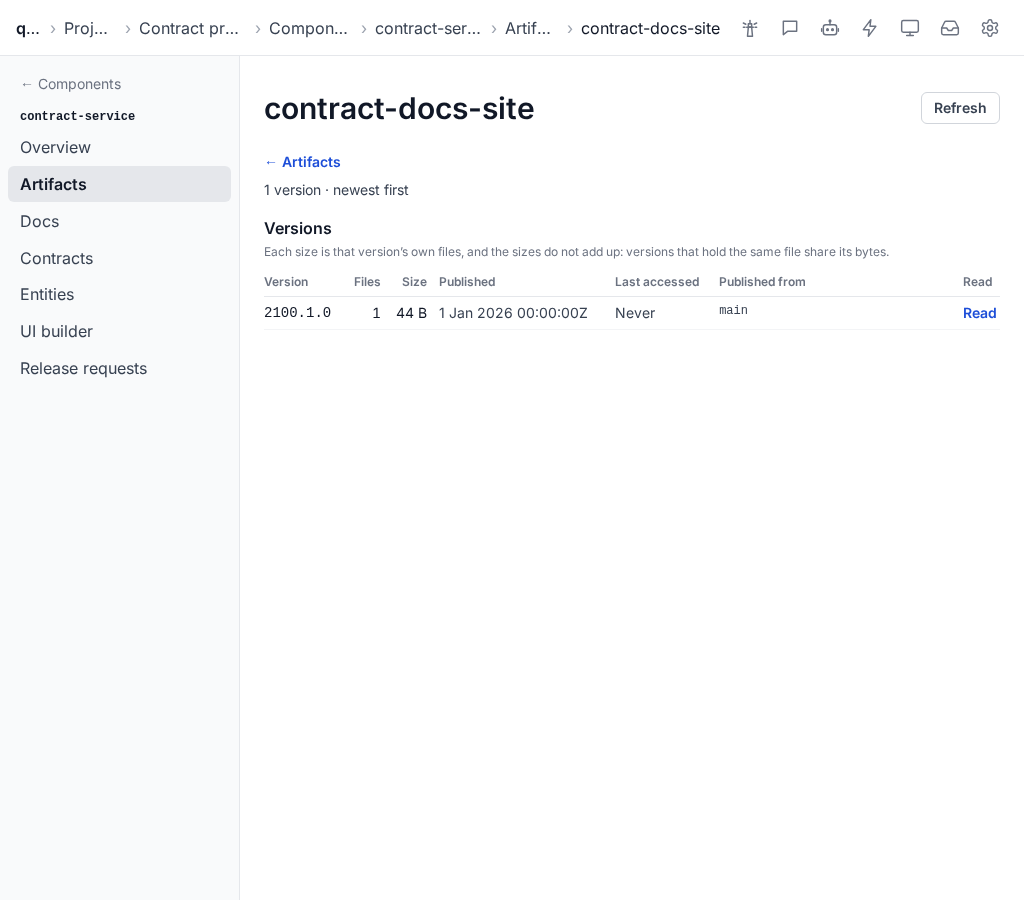 q... › Proj... › Contract pr... › Compon... › contract-ser... › Artif... › contract-docs-site
← Components
contract-service
Overview
Artifacts
Docs
Contracts
Entities
UI builder
Release requests
contract-docs-site
Refresh
← Artifacts
1 version · newest first
Versions
Each size is that version’s own files, and the sizes do not add up: versions that hold the same file share its bytes.
Version Files Size Published Last accessed Published from Read
2100.1.0 1 44 B 1 Jan 2026 00:00:00Z Never main Read